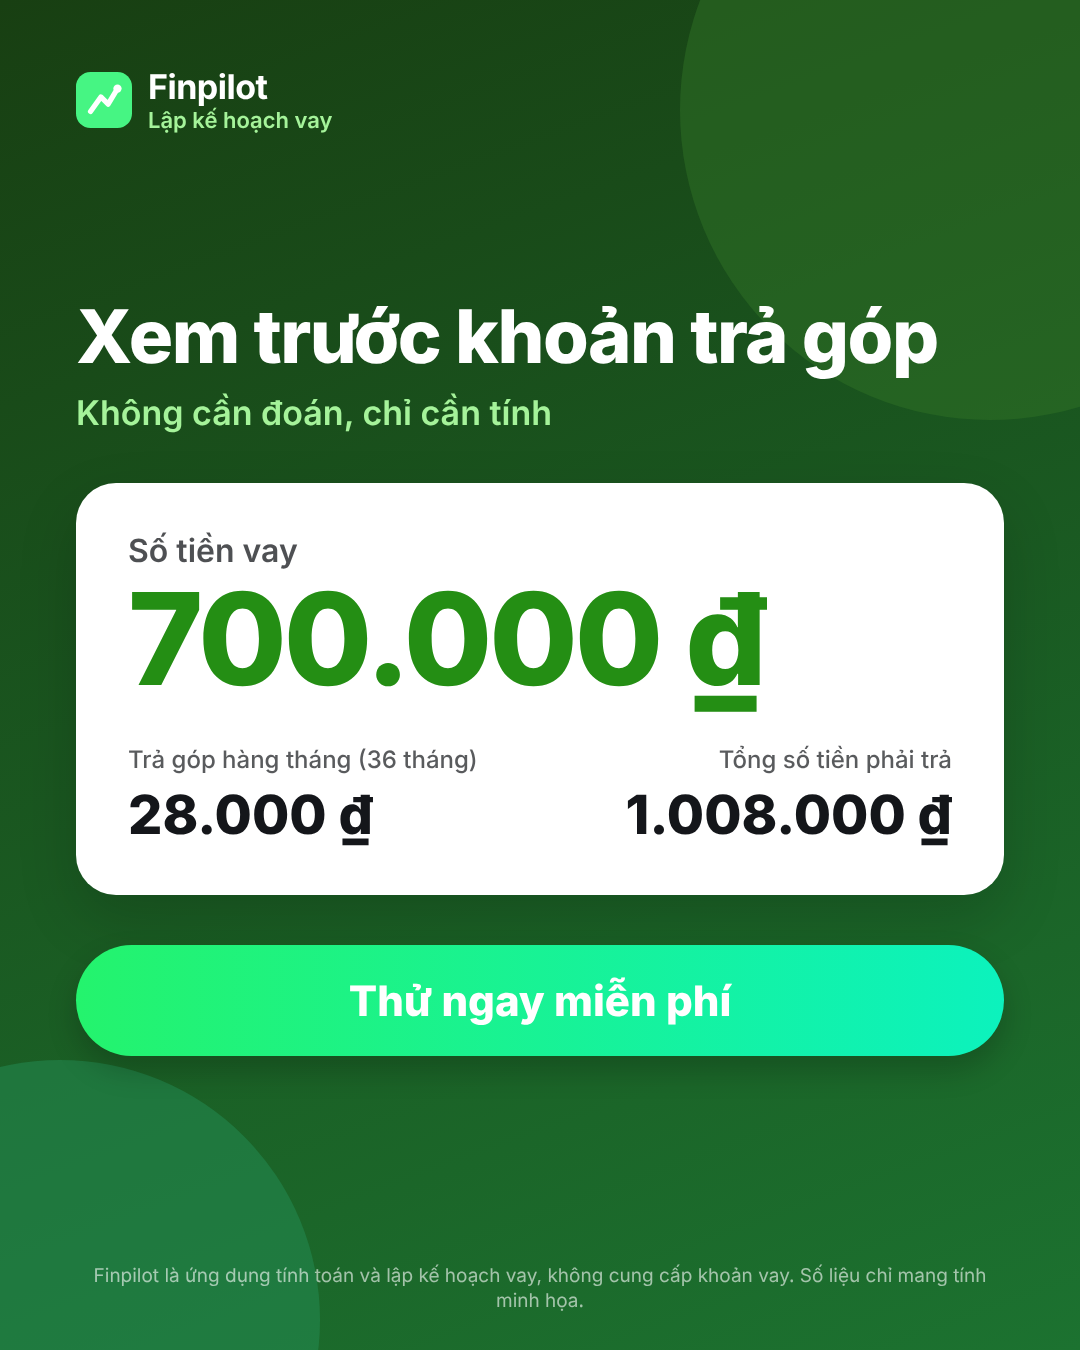 Finpilot
Lập kế hoạch vay
Xem trước khoản trả góp
Không cần đoán, chỉ cần tính
Số tiền vay
700.000 ₫
Trả góp hàng tháng (36 tháng)
28.000 ₫
Tổng số tiền phải trả
1.008.000 ₫
Thử ngay miễn phí
Finpilot là ứng dụng tính toán và lập kế hoạch vay, không cung cấp khoản vay. Số liệu chỉ mang tính
minh họa.